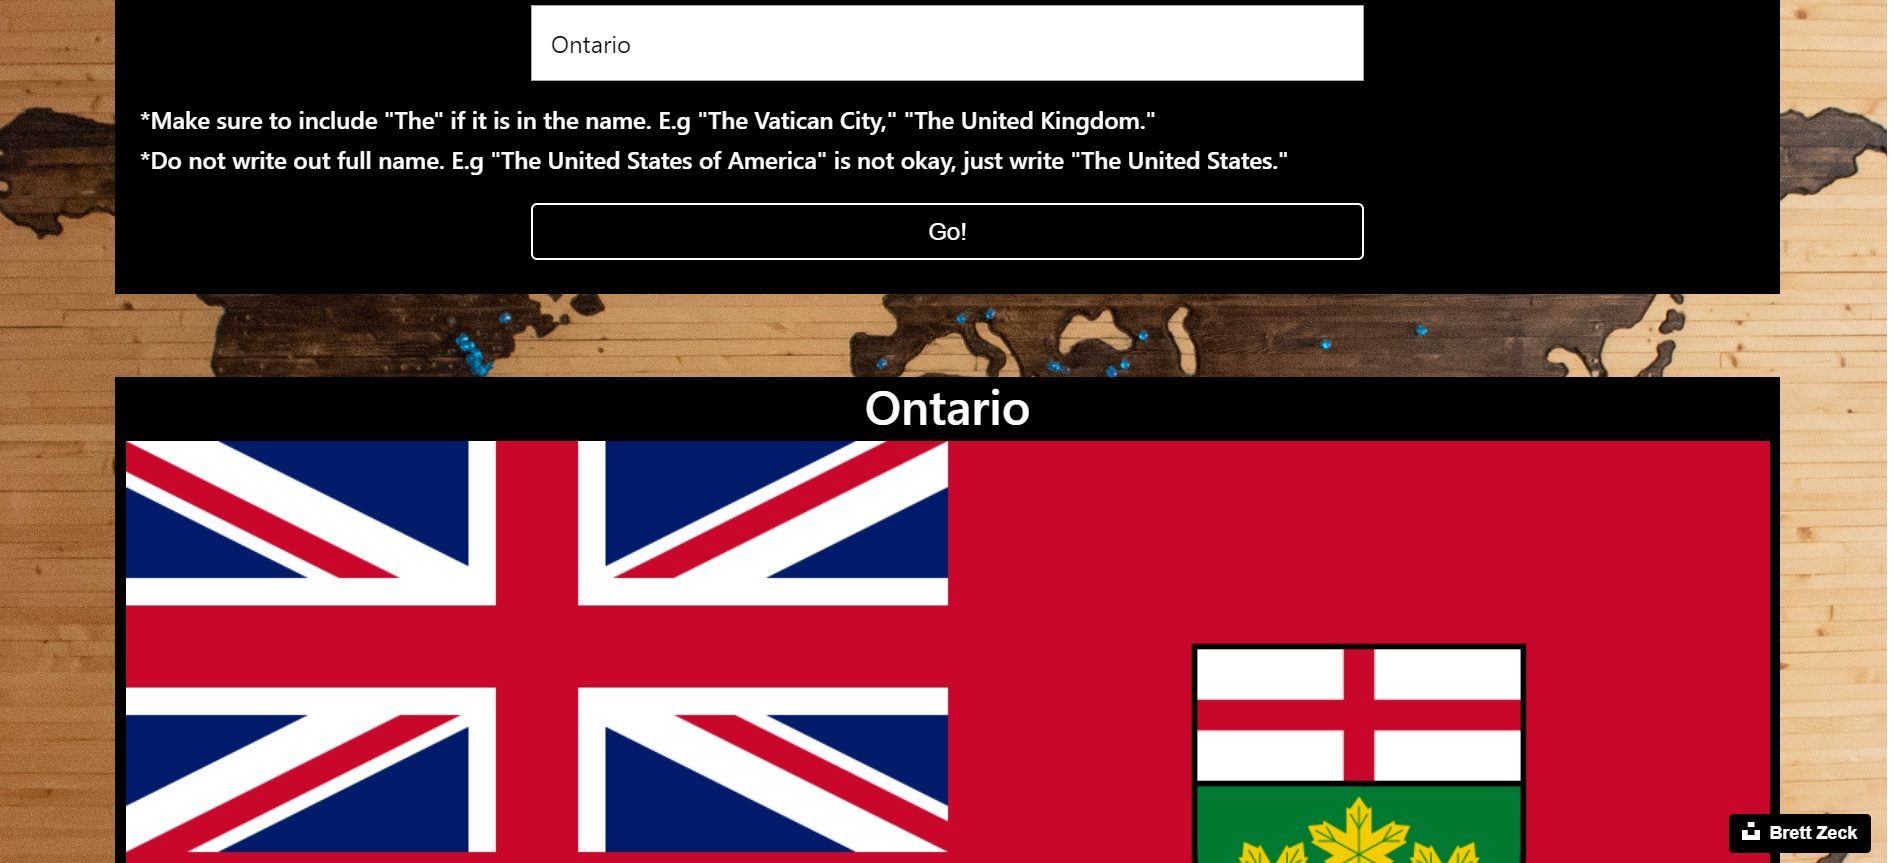 Ontario
*Make sure to include "The" if it is in the name. E.g "The Vatican City," "The United Kingdom."
*Do not write out full name. E.g "The United States of America" is not okay, just write "The United States."
Go!
Ontario
Brett Zeck